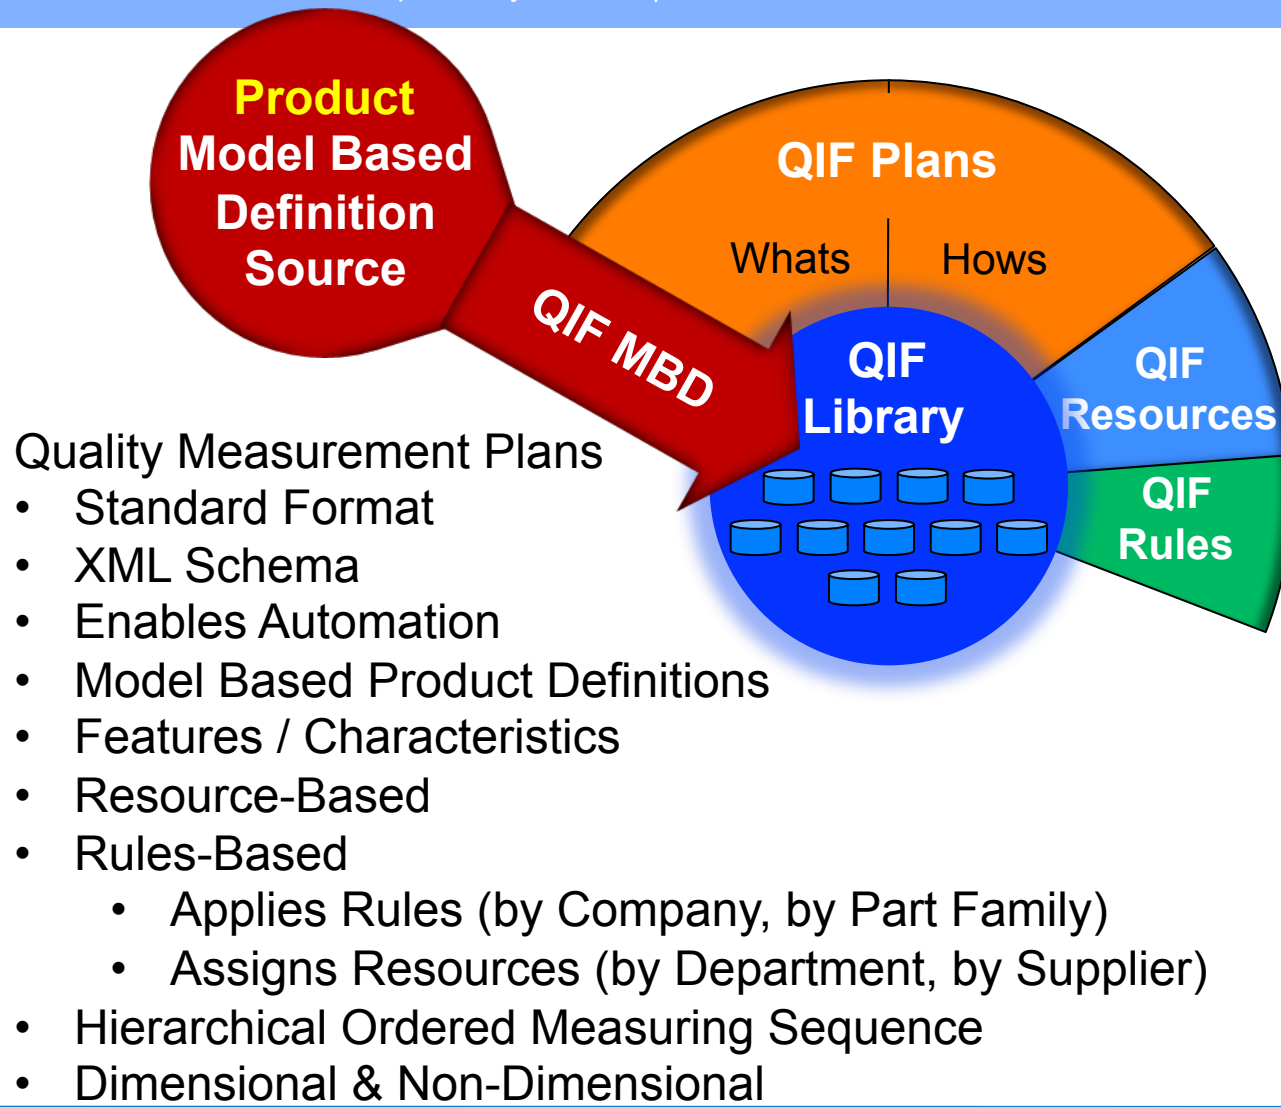 Product
Model Based
Definition
Source
QIF MBD
QIF Plans
Whats
Hows
QIF
Library
QIF
Resources
QIF
Rules
Quality Measurement Plans
• Standard Format
• XML Schema
• Enables Automation
• Model Based Product Definitions
• Features / Characteristics
• Resource-Based
• Rules-Based
• Applies Rules (by Company, by Part Family)
• Assigns Resources (by Department, by Supplier)
• Hierarchical Ordered Measuring Sequence
• Dimensional & Non-Dimensional